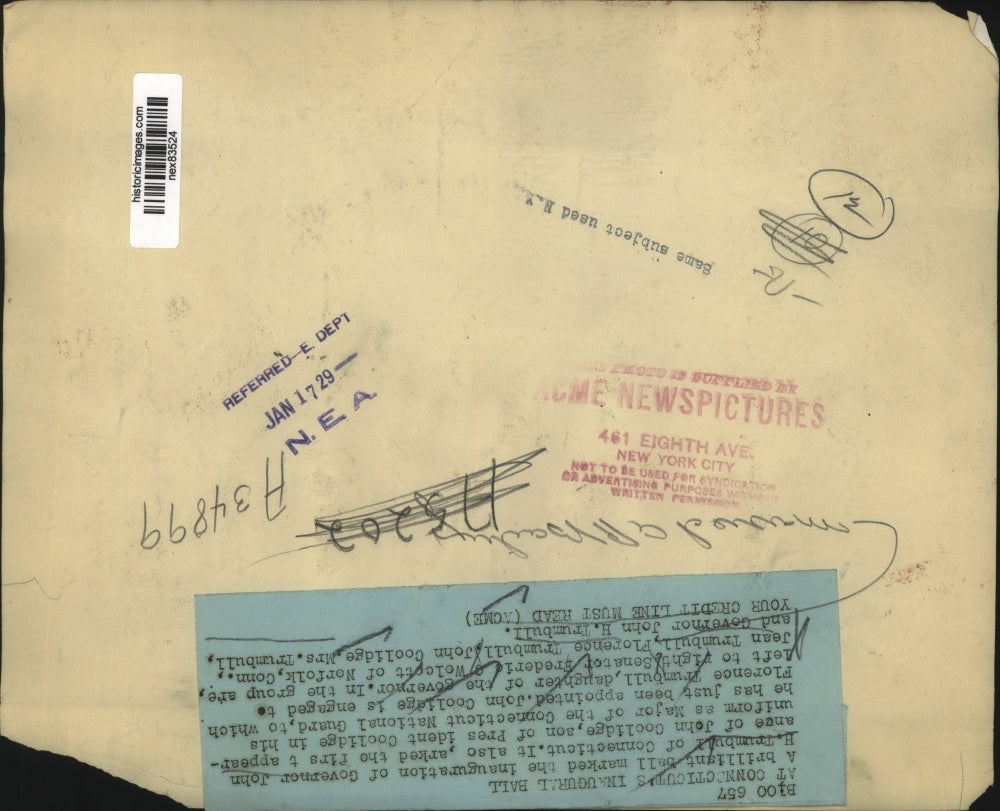 historicimages.com
nex83524
Same subject used N.Y.
REFERRED-E. DEPT
JAN 17 29
N. E. A
PHOTO IS SUPPLIED BY
ACME NEWSPICTURES
461 EIGHTH AVE.
NEW YORK CITY
NOT TO BE USED FOR SYNDICATION
OR ADVERTISING PURPOSES WITHOUT
WRITTEN PERMISSION
A34899
B100 657
AT CONNECTICUT'S INAUGURAL BALL
A brilliant ball marked the inauguration of Governor John
H.Trumbull of Connecticut.It also ,arked the firs t appear-
ance of John Coolidge,son of Pres ident Coolidge in his
uniform as Major of the Connecticut National Guard, to which
he has just been appointed.John Coolidge is engaged to
Florence Trumbull,daughter of the governor.In the group are,
left to right,Senator Frederic C Wolcott of Norfolk,Conn.,
Jean Trumbull,Florence Trumbull,John Coolidge,Mrs.Trumbull,
and Governor John H.Trumbull.
YOUR CREDIT LINE MUST READ (ACME)